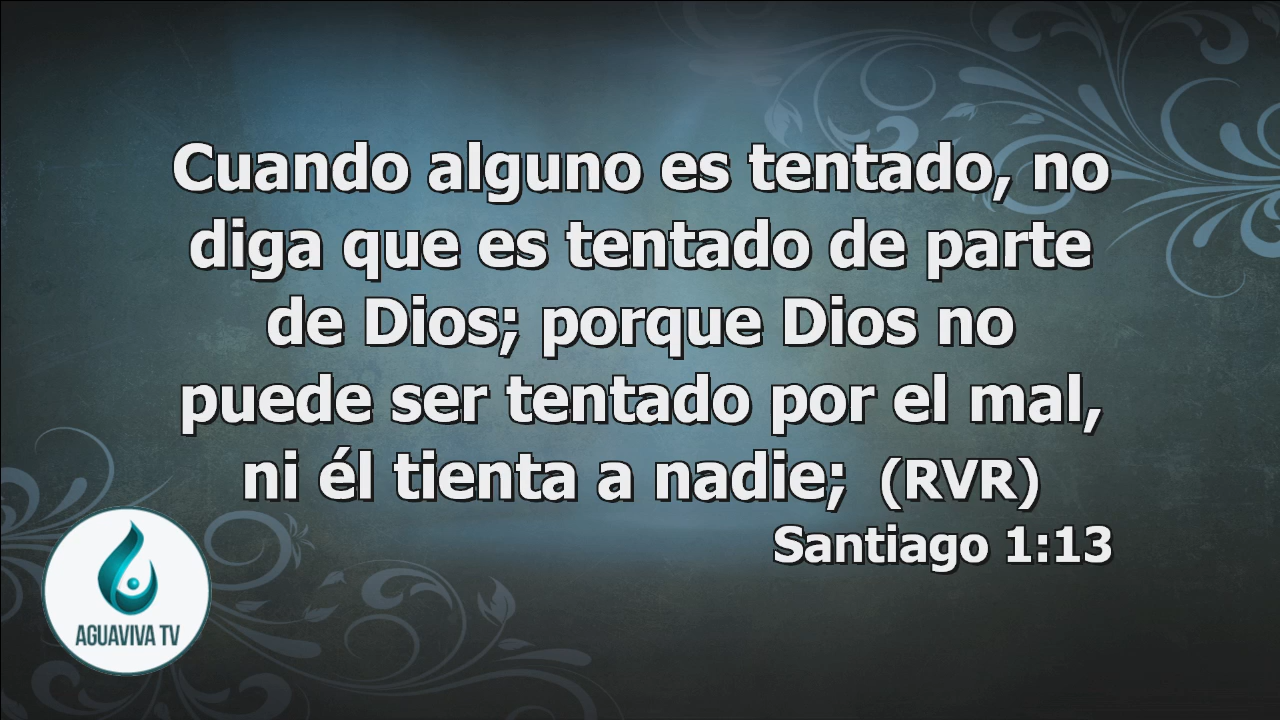 Cuando alguno es tentado, no
diga que es tentado de parte
de Dios; porque Dios no
puede ser tentado por el mal,
ni él tienta a nadie; (RVR)
Santiago 1:13
AGUAVIVA TV